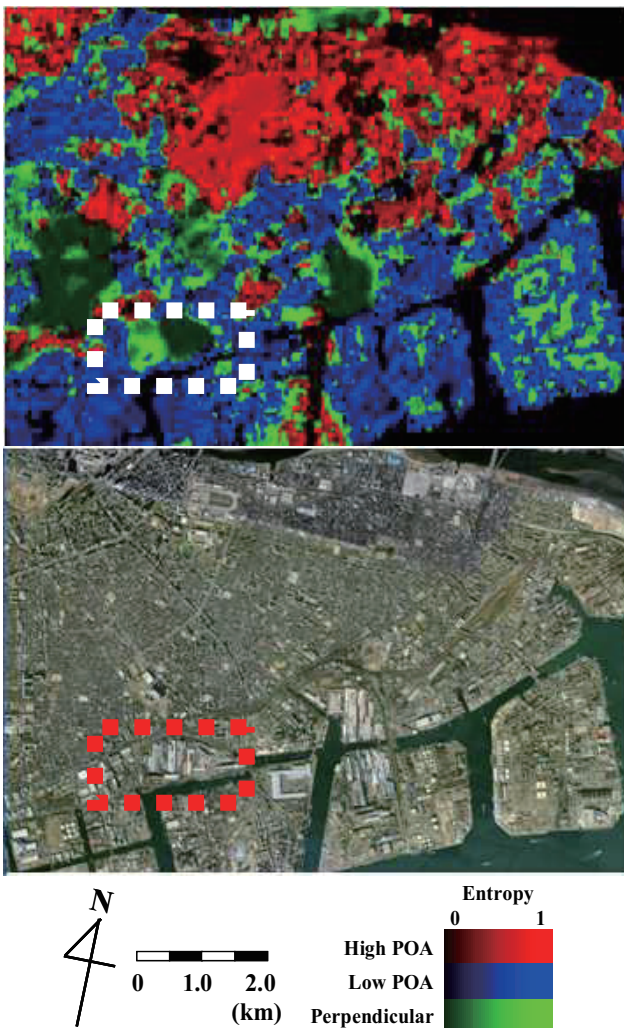 N
0 1.0 2.0
(km)
Entropy
0 1
High POA
Low POA
Perpendicular